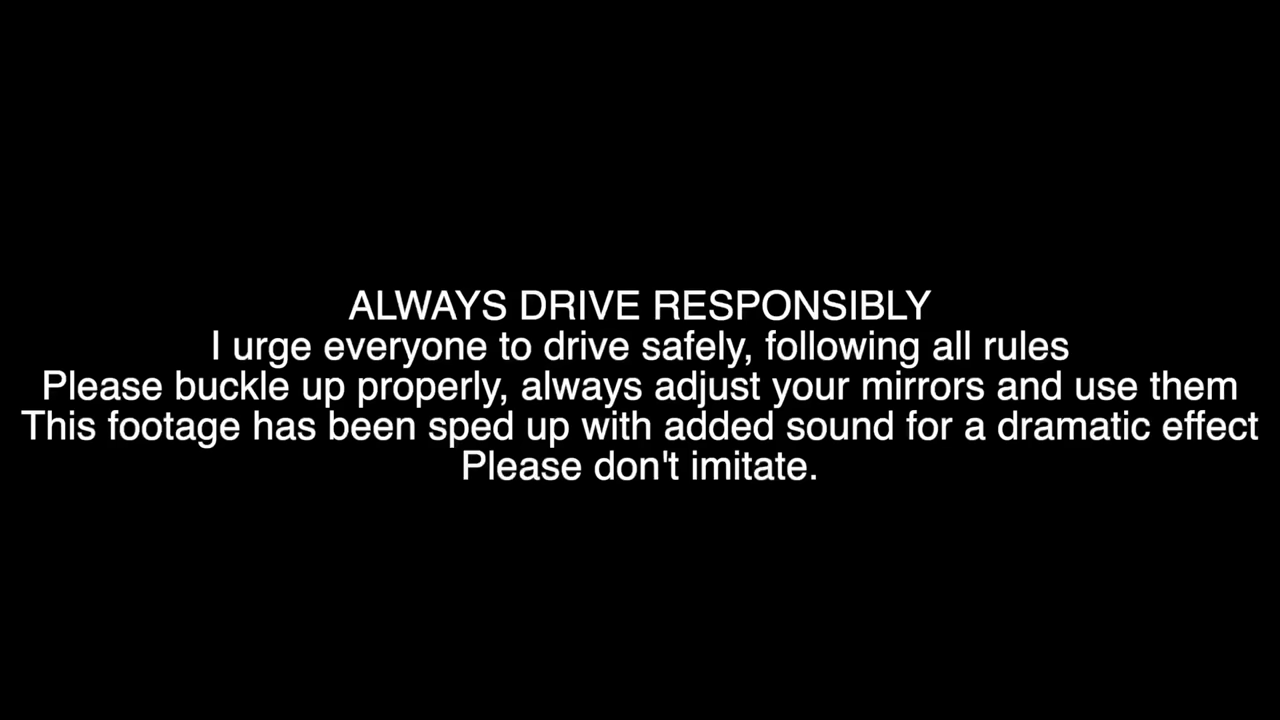 ALWAYS DRIVE RESPONSIBLY
I urge everyone to drive safely, following all rules
Please buckle up properly, always adjust your mirrors and use them
This footage has been sped up with added sound for a dramatic effect
Please don't imitate.